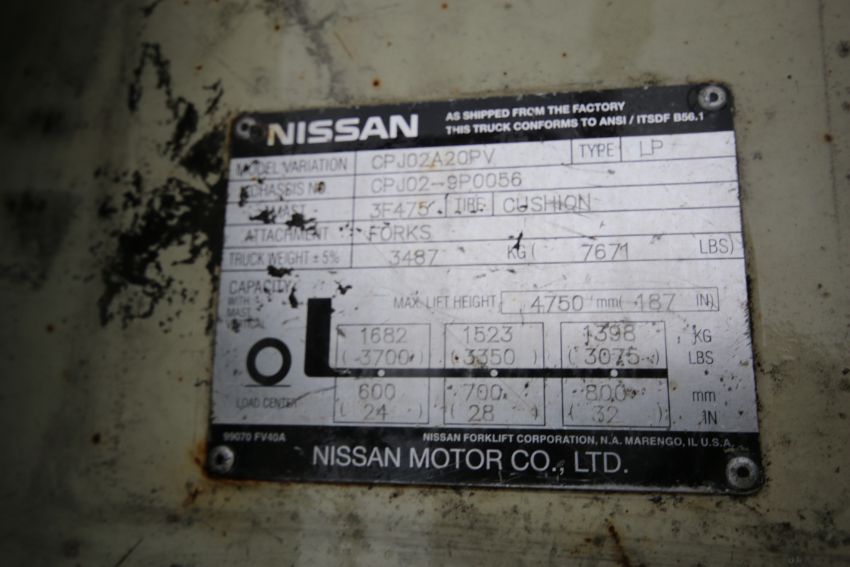 NISSAN
AS SHIPPED FROM THE FACTORY
THIS TRUCK CONFORMS TO ANSI / ITSDF B56.1
MODEL VARIATION CPJ02A20PV TYPE LP
CHASSIS NO. CPJ02-9P0056
MAST 3F475 TIRE CUSHION
ATTACHMENT FORKS
TRUCK WEIGHT ± 5% 3487 KG ( 7671 LBS)
CAPACITY
WITH
MAST
VERTICAL
MAX. LIFT HEIGHT 4750 mm( 187 IN)
1682 1523 1398 KG
(3700) (3350) (3075) LBS
LOAD CENTER
600 700 800 mm
(24) (28) (32) IN
99070 FV40A
NISSAN FORKLIFT CORPORATION, N.A. MARENGO, IL U.S.A.
NISSAN MOTOR CO., LTD.